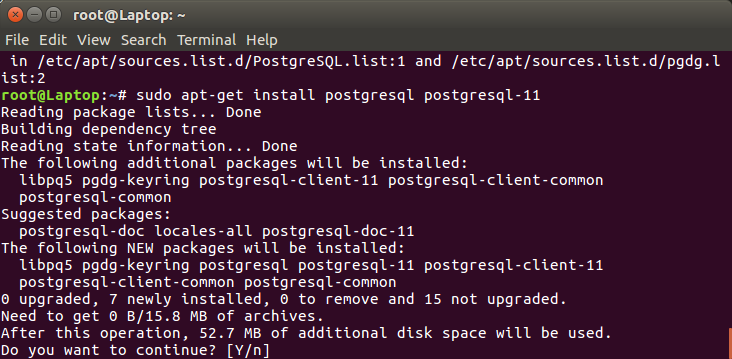 root@Laptop: ~
File Edit View Search Terminal Help
in /etc/apt/sources.list.d/PostgreSQL.list:1 and /etc/apt/sources.list.d/pgdg.l
ist:2
root@Laptop:~# sudo apt-get install postgresql postgresql-11
Reading package lists... Done
Building dependency tree
Reading state information... Done
The following additional packages will be installed:
  libpq5 pgdg-keyring postgresql-client-11 postgresql-client-common
  postgresql-common
Suggested packages:
  postgresql-doc locales-all postgresql-doc-11
The following NEW packages will be installed:
  libpq5 pgdg-keyring postgresql postgresql-11 postgresql-client-11
  postgresql-client-common postgresql-common
0 upgraded, 7 newly installed, 0 to remove and 15 not upgraded.
Need to get 0 B/15.8 MB of archives.
After this operation, 52.7 MB of additional disk space will be used.
Do you want to continue? [Y/n]